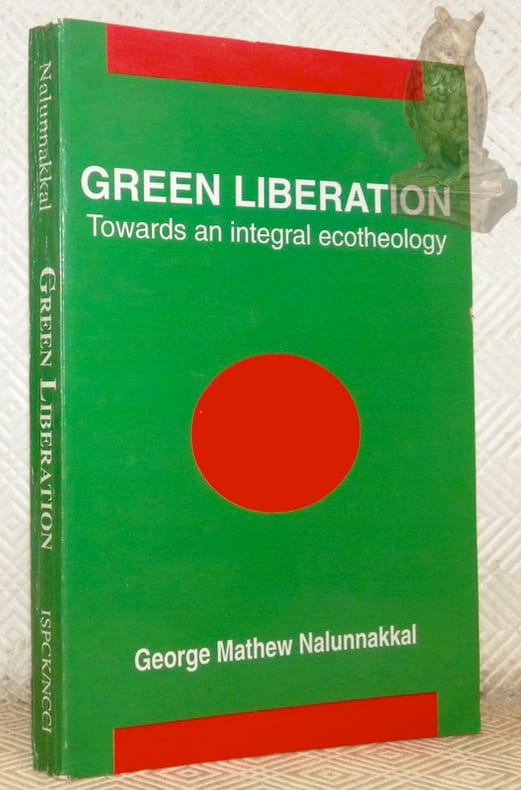 GREEN LIBERATION
Towards an integral ecotheology
George Mathew Nalunnakkal
Nalunnakkal - GREEN LIBERATION ISPCK/NCCI